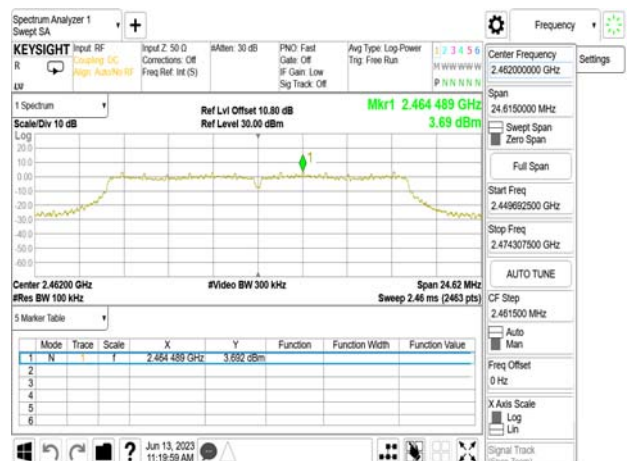 Spectrum Analyzer 1
Swept SA
+
Frequency
KEYSIGHT
R
Input: RF
Coupling: DC
Align: Auto/No RF
Input Z: 50 Ω
Corrections: Off
Freq Ref: Int (S)
#Atten: 30 dB
PNO: Fast
Gate: Off
IF Gain: Low
Sig Track: Off
Avg Type: Log-Power
Trig: Free Run
1 2 3 4 5 6
M W W W W W
P N N N N N
Settings
1 Spectrum
Scale/Div 10 dB
Log
Ref Lvl Offset 10.80 dB
Ref Level 30.00 dBm
Mkr1 2.464 489 GHz
3.69 dBm
20.0
10.0
0.00
-10.0
-20.0
-30.0
-40.0
-50.0
-60.0
1
Center 2.46200 GHz
#Res BW 100 kHz
#Video BW 300 kHz
Span 24.62 MHz
Sweep 2.46 ms (2463 pts)
5 Marker Table
Mode Trace Scale X Y Function Function Width Function Value
1 N 1 f 2.464 489 GHz 3.692 dBm
2
3
4
5
6
Jun 13, 2023
11:19:59 AM
?
Center Frequency
2.462000000 GHz
Span
24.6150000 MHz
Swept Span
Zero Span
Full Span
Start Freq
2.449692500 GHz
Stop Freq
2.474307500 GHz
AUTO TUNE
CF Step
2.461500 MHz
Auto
Man
Freq Offset
0 Hz
X Axis Scale
Log
Lin
Signal Track